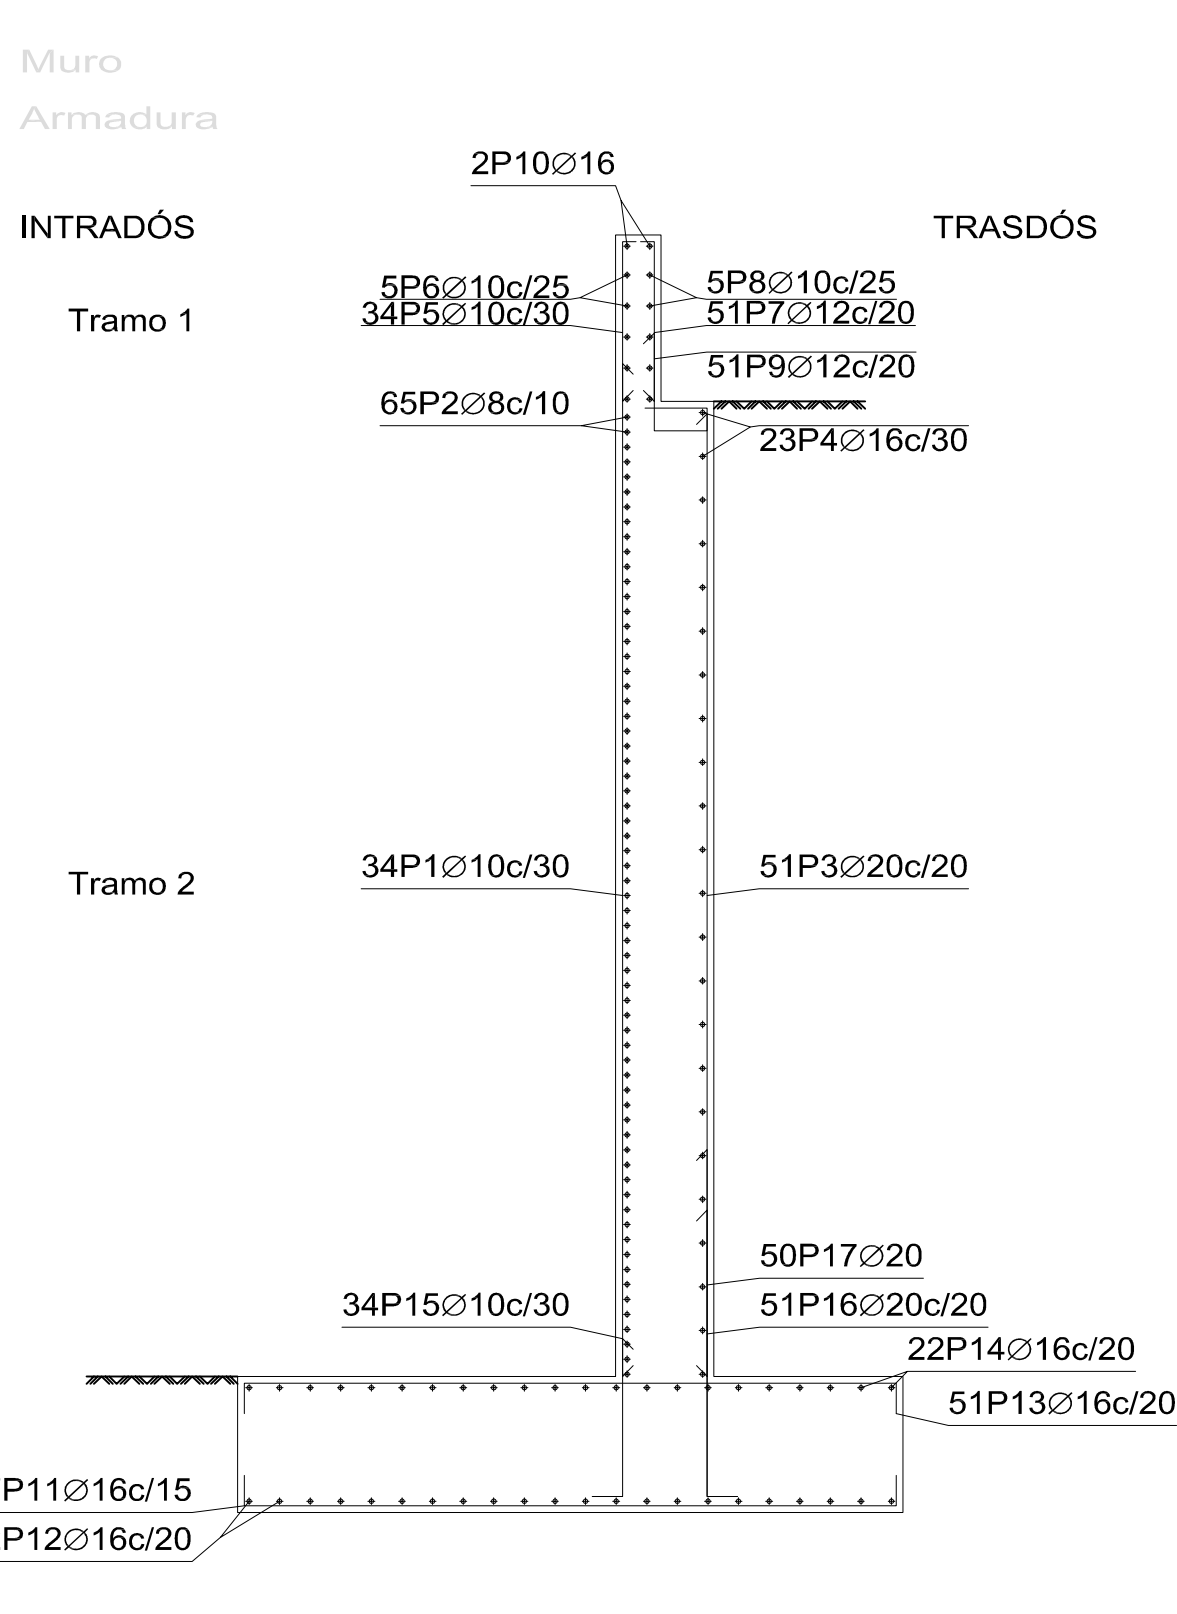 Muro
Armadura
2P10∅16
INTRADÓS
TRASDÓS
5P6∅10c/25
5P8∅10c/25
Tramo 1
34P5∅10c/30
51P7∅12c/20
51P9∅12c/20
65P2∅8c/10
23P4∅16c/30
Tramo 2
34P1∅10c/30
51P3∅20c/20
50P17∅20
34P15∅10c/30
51P16∅20c/20
22P14∅16c/20
51P13∅16c/20
P11∅16c/15
P12∅16c/20